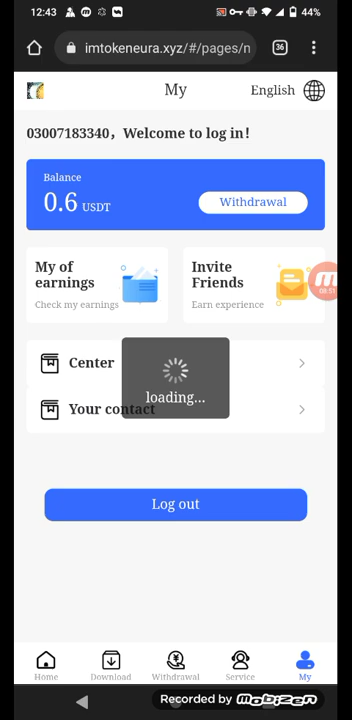 12:43
44%
imtokeneura.xyz/#/pages/n
36
My
English
03007183340, Welcome to log in!
Balance
0.6 USDT
Withdrawal
My of earnings
Check my earnings
Invite Friends
Earn experience
09:51
Center
loading...
Your contact
Log out
Home
Download
Withdrawal
Service
My
Recorded by mobizen